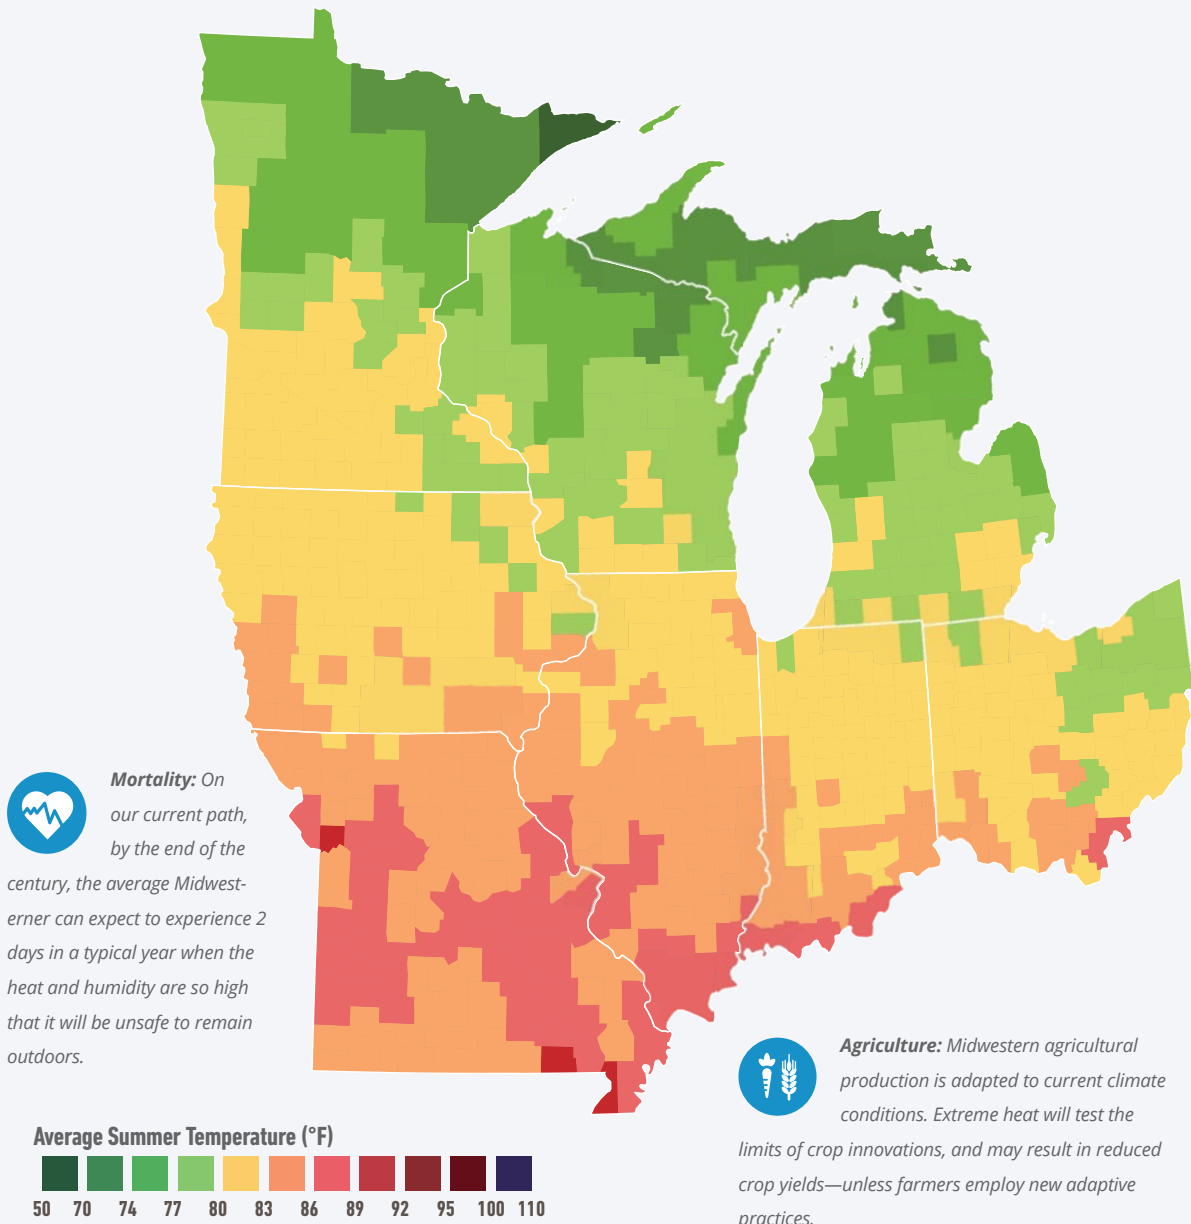 Mortality: On
our current path,
by the end of the
century, the average Midwest-
erner can expect to experience 2
days in a typical year when the
heat and humidity are so high
that it will be unsafe to remain
outdoors.
Agriculture: Midwestern agricultural
production is adapted to current climate
conditions. Extreme heat will test the
limits of crop innovations, and may result in reduced
crop yields—unless farmers employ new adaptive
practices.
Average Summer Temperature (°F)
50 70 74 77 80 83 86 89 92 95 100 110